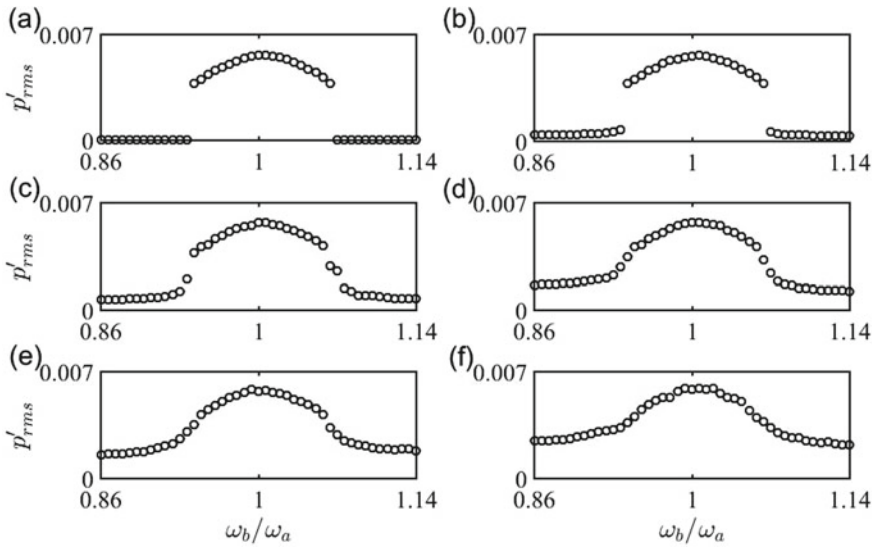 (a) (b)
0.007 0.007
p′rms
0 0
0.86 1 1.14 0.86 1 1.14
(c) (d)
0.007 0.007
p′rms
0 0
0.86 1 1.14 0.86 1 1.14
(e) (f)
0.007 0.007
p′rms
0 0
0.86 1 1.14 0.86 1 1.14
ωb/ωa ωb/ωa